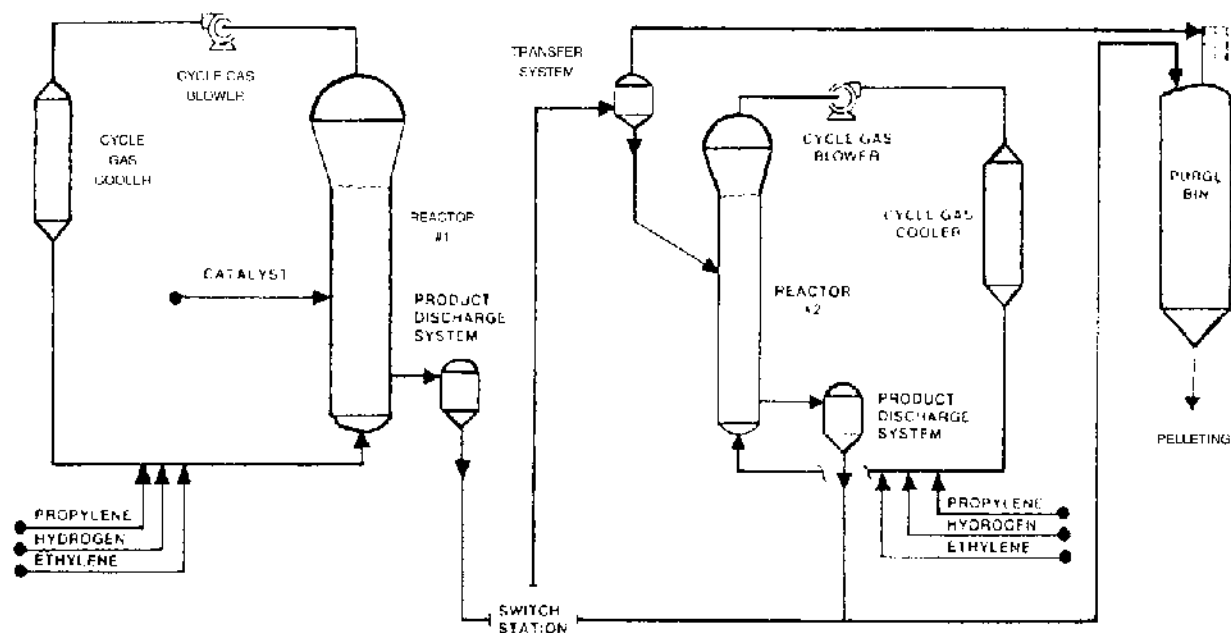 CYCLE GAS
BLOWER
CYCLE
GAS
COOLER
REACTOR
#1
CATALYST
PRODUCT
DISCHARGE
SYSTEM
PROPYLENE
HYDROGEN
ETHYLENE
SWITCH
STATION
TRANSFER
SYSTEM
CYCLE GAS
BLOWER
CYCLE GAS
COOLER
REACTOR
#2
PRODUCT
DISCHARGE
SYSTEM
PROPYLENE
HYDROGEN
ETHYLENE
PURGE
BIN
PELLETING